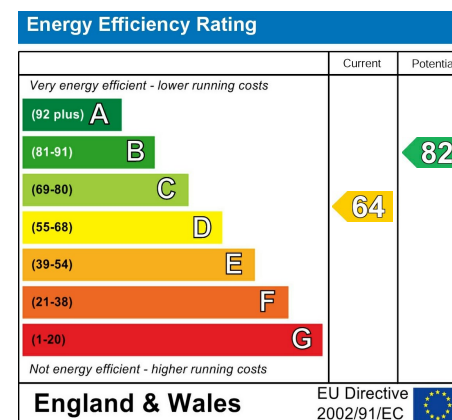 Energy Efficiency Rating
Current Potentia
Very energy efficient - lower running costs
(92 plus) A
(81-91) B
82
(69-80) C
64
(55-68) D
(39-54) E
(21-38) F
(1-20) G
Not energy efficient - higher running costs
England & Wales
EU Directive
2002/91/EC